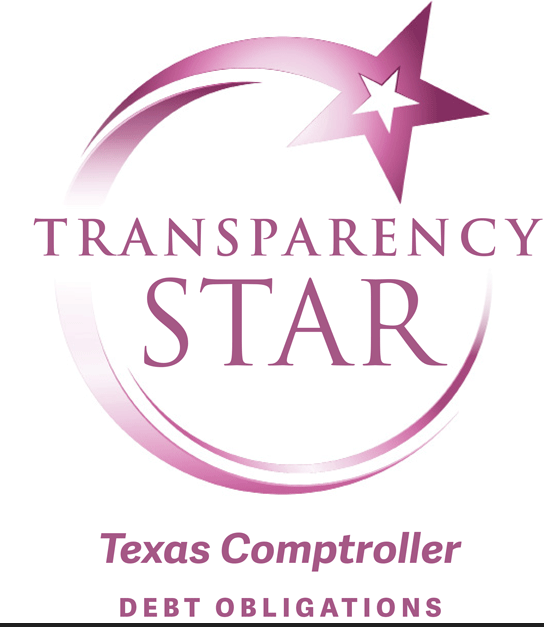 TRANSPARENCY
STAR
Texas Comptroller
DEBT OBLIGATIONS